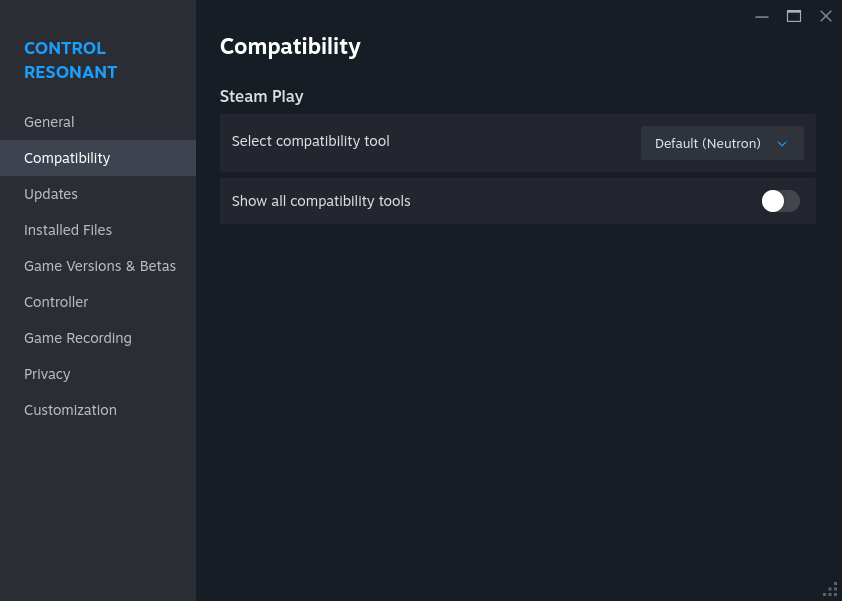 CONTROL
RESONANT
General
Compatibility
Updates
Installed Files
Game Versions & Betas
Controller
Game Recording
Privacy
Customization
Compatibility
Steam Play
Select compatibility tool
Default (Neutron)
Show all compatibility tools